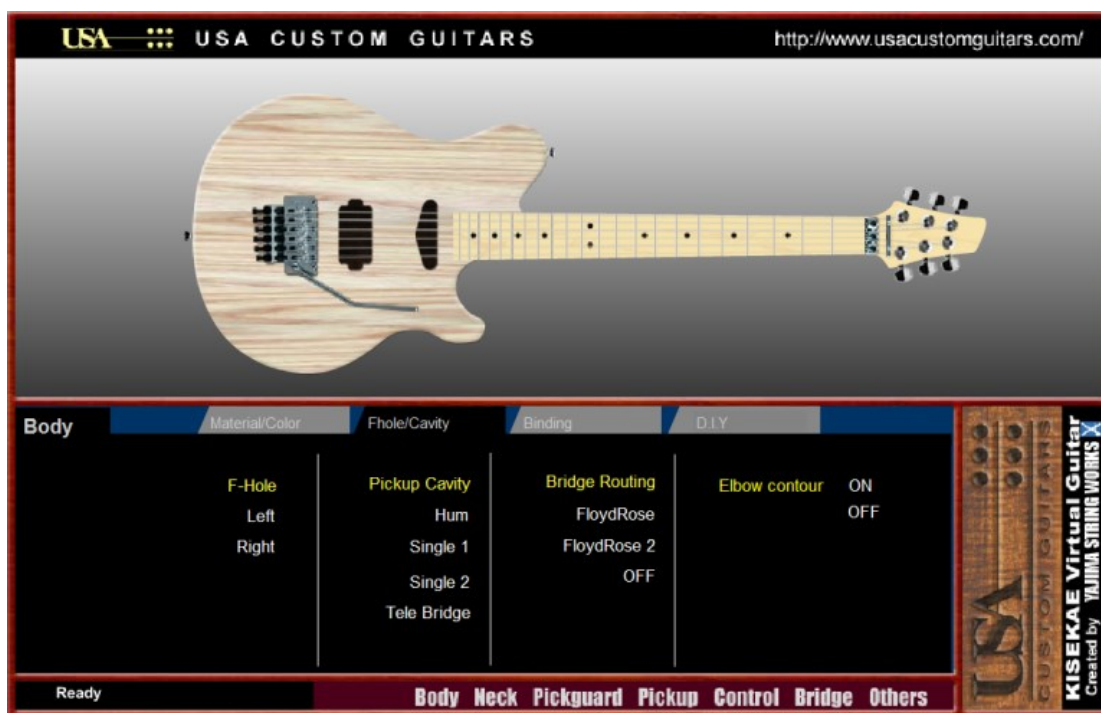 USA USA CUSTOM GUITARS http://www.usacustomguitars.com/
Body Material/Color Fhole/Cavity Binding D.I.Y
F-Hole Pickup Cavity Bridge Routing Elbow contour ON
Left Hum FloydRose OFF
Right Single 1 FloydRose 2
Single 2 OFF
Tele Bridge
Ready Body Neck Pickguard Pickup Control Bridge Others
USA CUSTOM GUITARS
KISEKAE Virtual Guitar X
Created by YAJIMA STRING WORKS